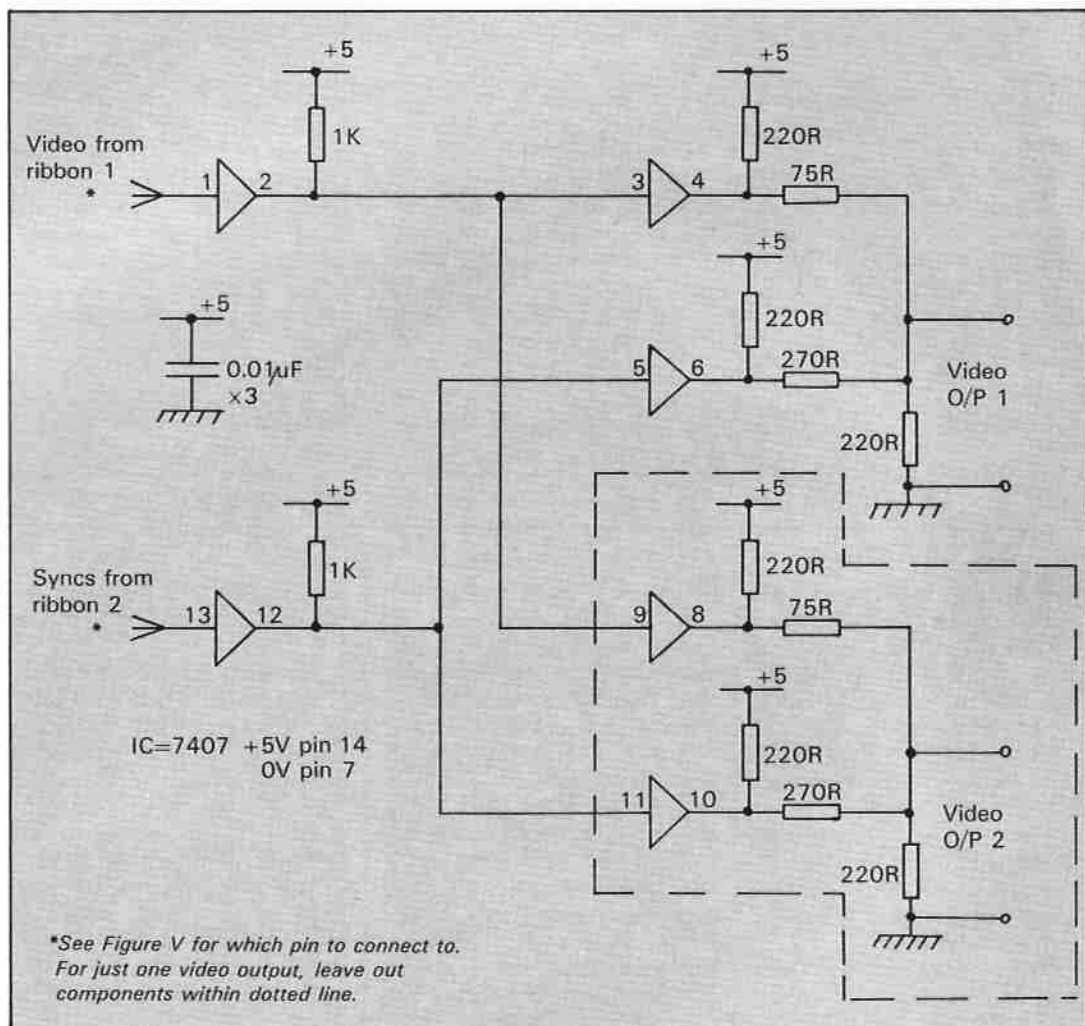 +5
+5
Video from
ribbon 1
*
1K
220R
75R
1 2
3 4
+5
+5
0.01µF
×3
220R
270R
5 6
Video
O/P 1
220R
+5
+5
Syncs from
ribbon 2
*
1K
220R
75R
13 12
9 8
+5
IC=7407 +5V pin 14
0V pin 7
220R
270R
11 10
Video
O/P 2
220R
*See Figure V for which pin to connect to.
For just one video output, leave out
components within dotted line.